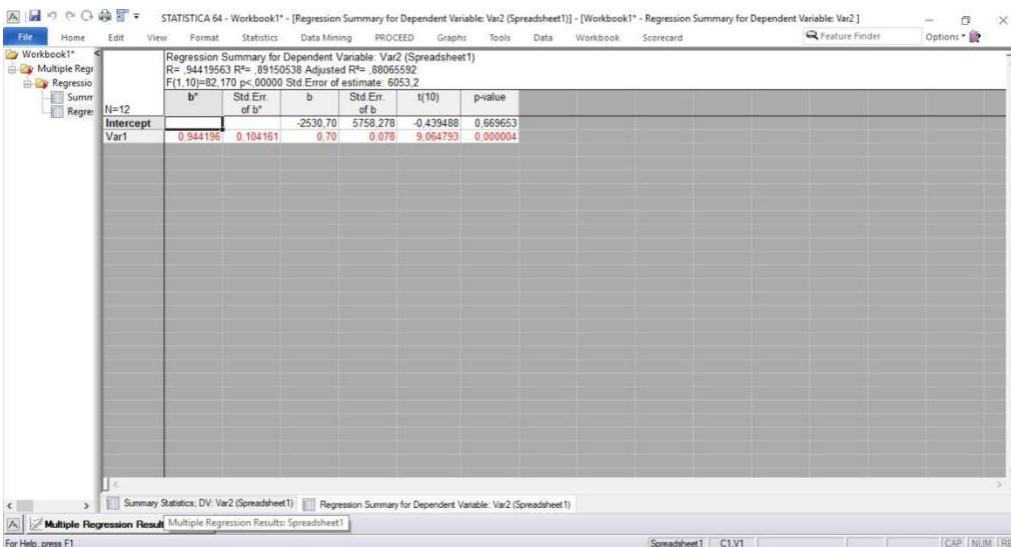 STATISTICA 64 - Workbook1* - [Regression Summary for Dependent Variable: Var2 (Spreadsheet1)] - [Workbook1* - Regression Summary for Dependent Variable: Var2 ]
File Home Edit View Format Statistics Data Mining PROCEED Graphs Tools Data Workbook Scorecard Feature Finder Options
Workbook1*
Multiple Regr
Regressio
Summ
Regre
Regression Summary for Dependent Variable: Var2 (Spreadsheet1)
R= ,94419563 R²= ,89150538 Adjusted R²= ,88065592
F(1,10)=82,170 p<,00000 Std.Error of estimate: 6053,2
N=12 b* Std.Err. of b* b Std.Err. of b t(10) p-value
Intercept -2530,70 5758,278 -0,439488 0,669653
Var1 0,944196 0,104161 0,70 0,078 9,064793 0,000004
Summary Statistics; DV: Var2 (Spreadsheet1) Regression Summary for Dependent Variable: Var2 (Spreadsheet1)
Multiple Regression Result Multiple Regression Results: Spreadsheet1
For Help, press F1 Spreadsheet1 C1,V1 CAP NUM RE